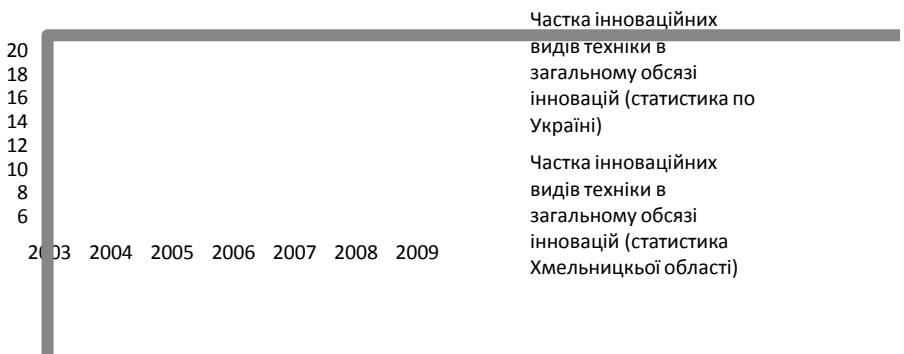 20
18
16
14
12
10
8
6
2003 2004 2005 2006 2007 2008 2009
Частка інноваційних
видів техніки в
загальному обсязі
інновацій (статистика по
Україні)
Частка інноваційних
видів техніки в
загальному обсязі
інновацій (статистика
Хмельницкьої області)